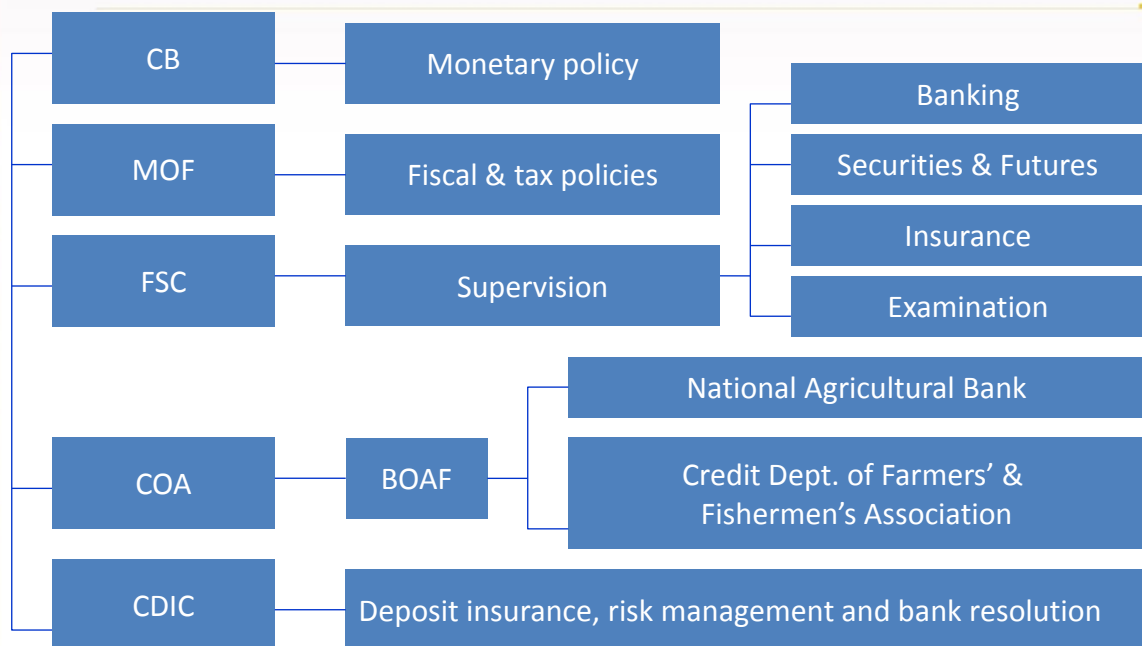 CB
Monetary policy
MOF
Fiscal & tax policies
FSC
Supervision
Banking
Securities & Futures
Insurance
Examination
COA
BOAF
National Agricultural Bank
Credit Dept. of Farmers’ &
Fishermen’s Association
CDIC
Deposit insurance, risk management and bank resolution